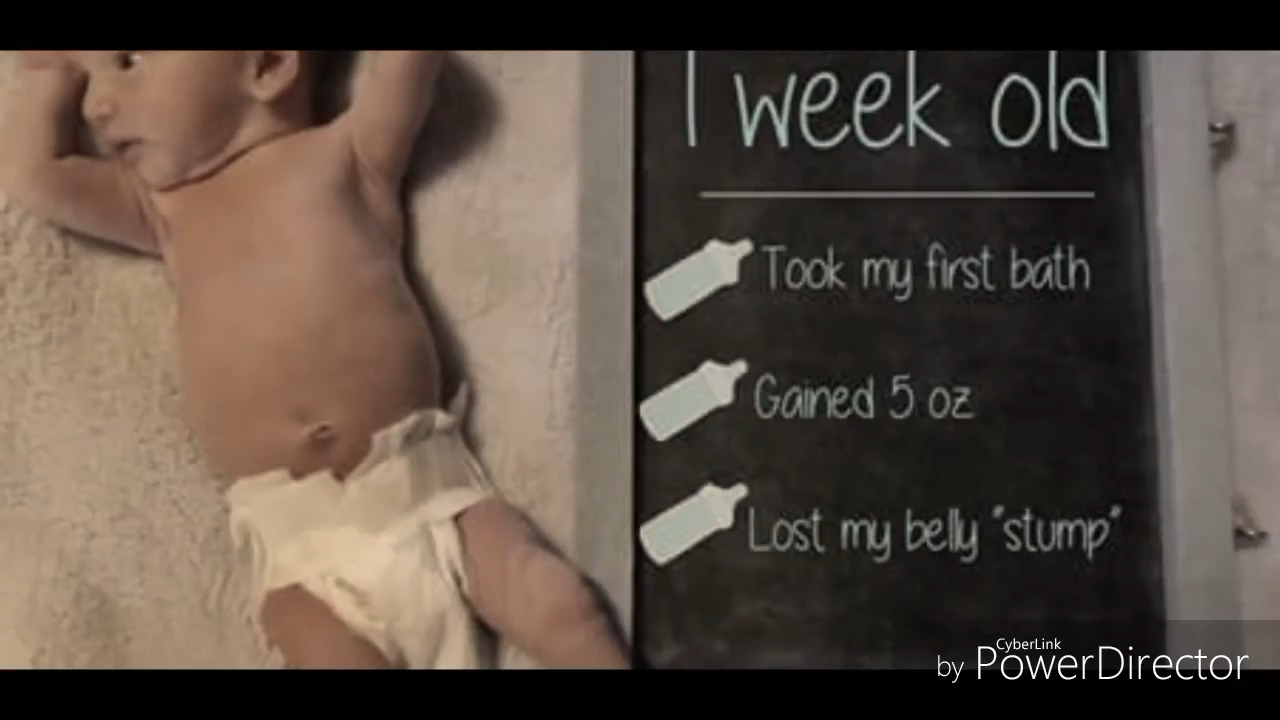 1 week old
Took my first bath
Gained 5 oz
Lost my belly "stump"
CyberLink
by PowerDirector